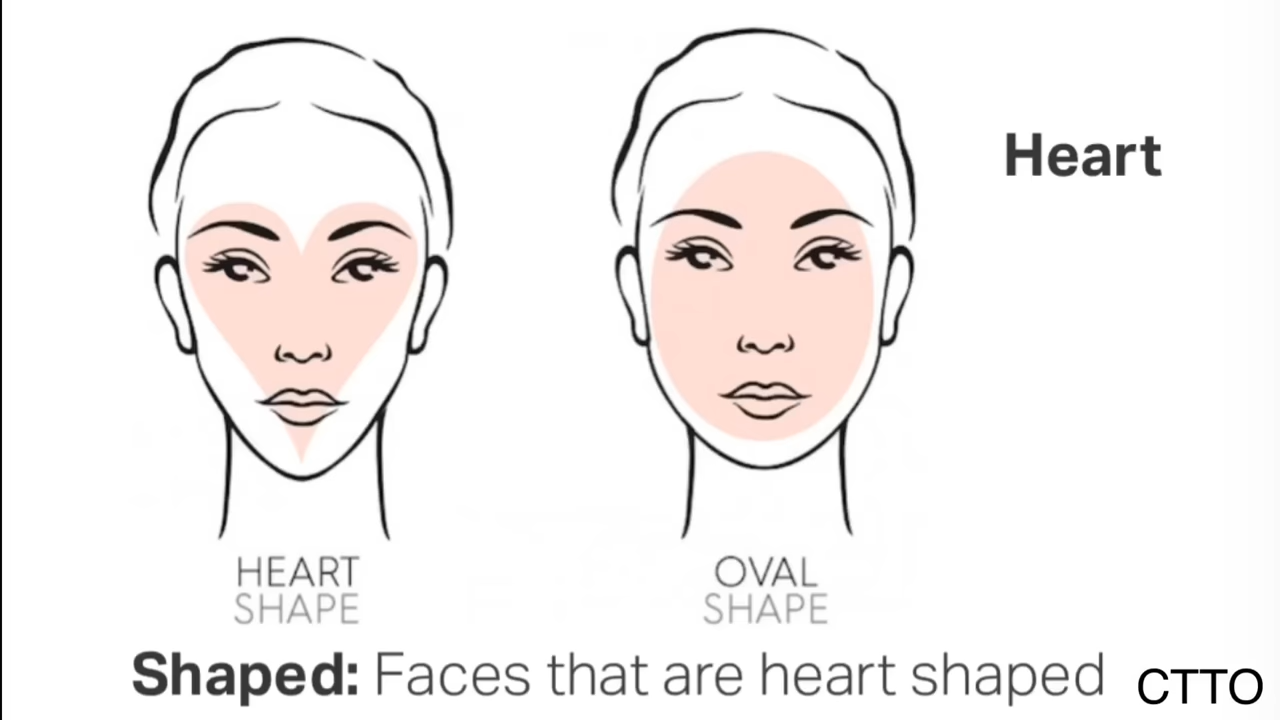 Heart
HEART
SHAPE
OVAL
SHAPE
Shaped: Faces that are heart shaped
CTTO